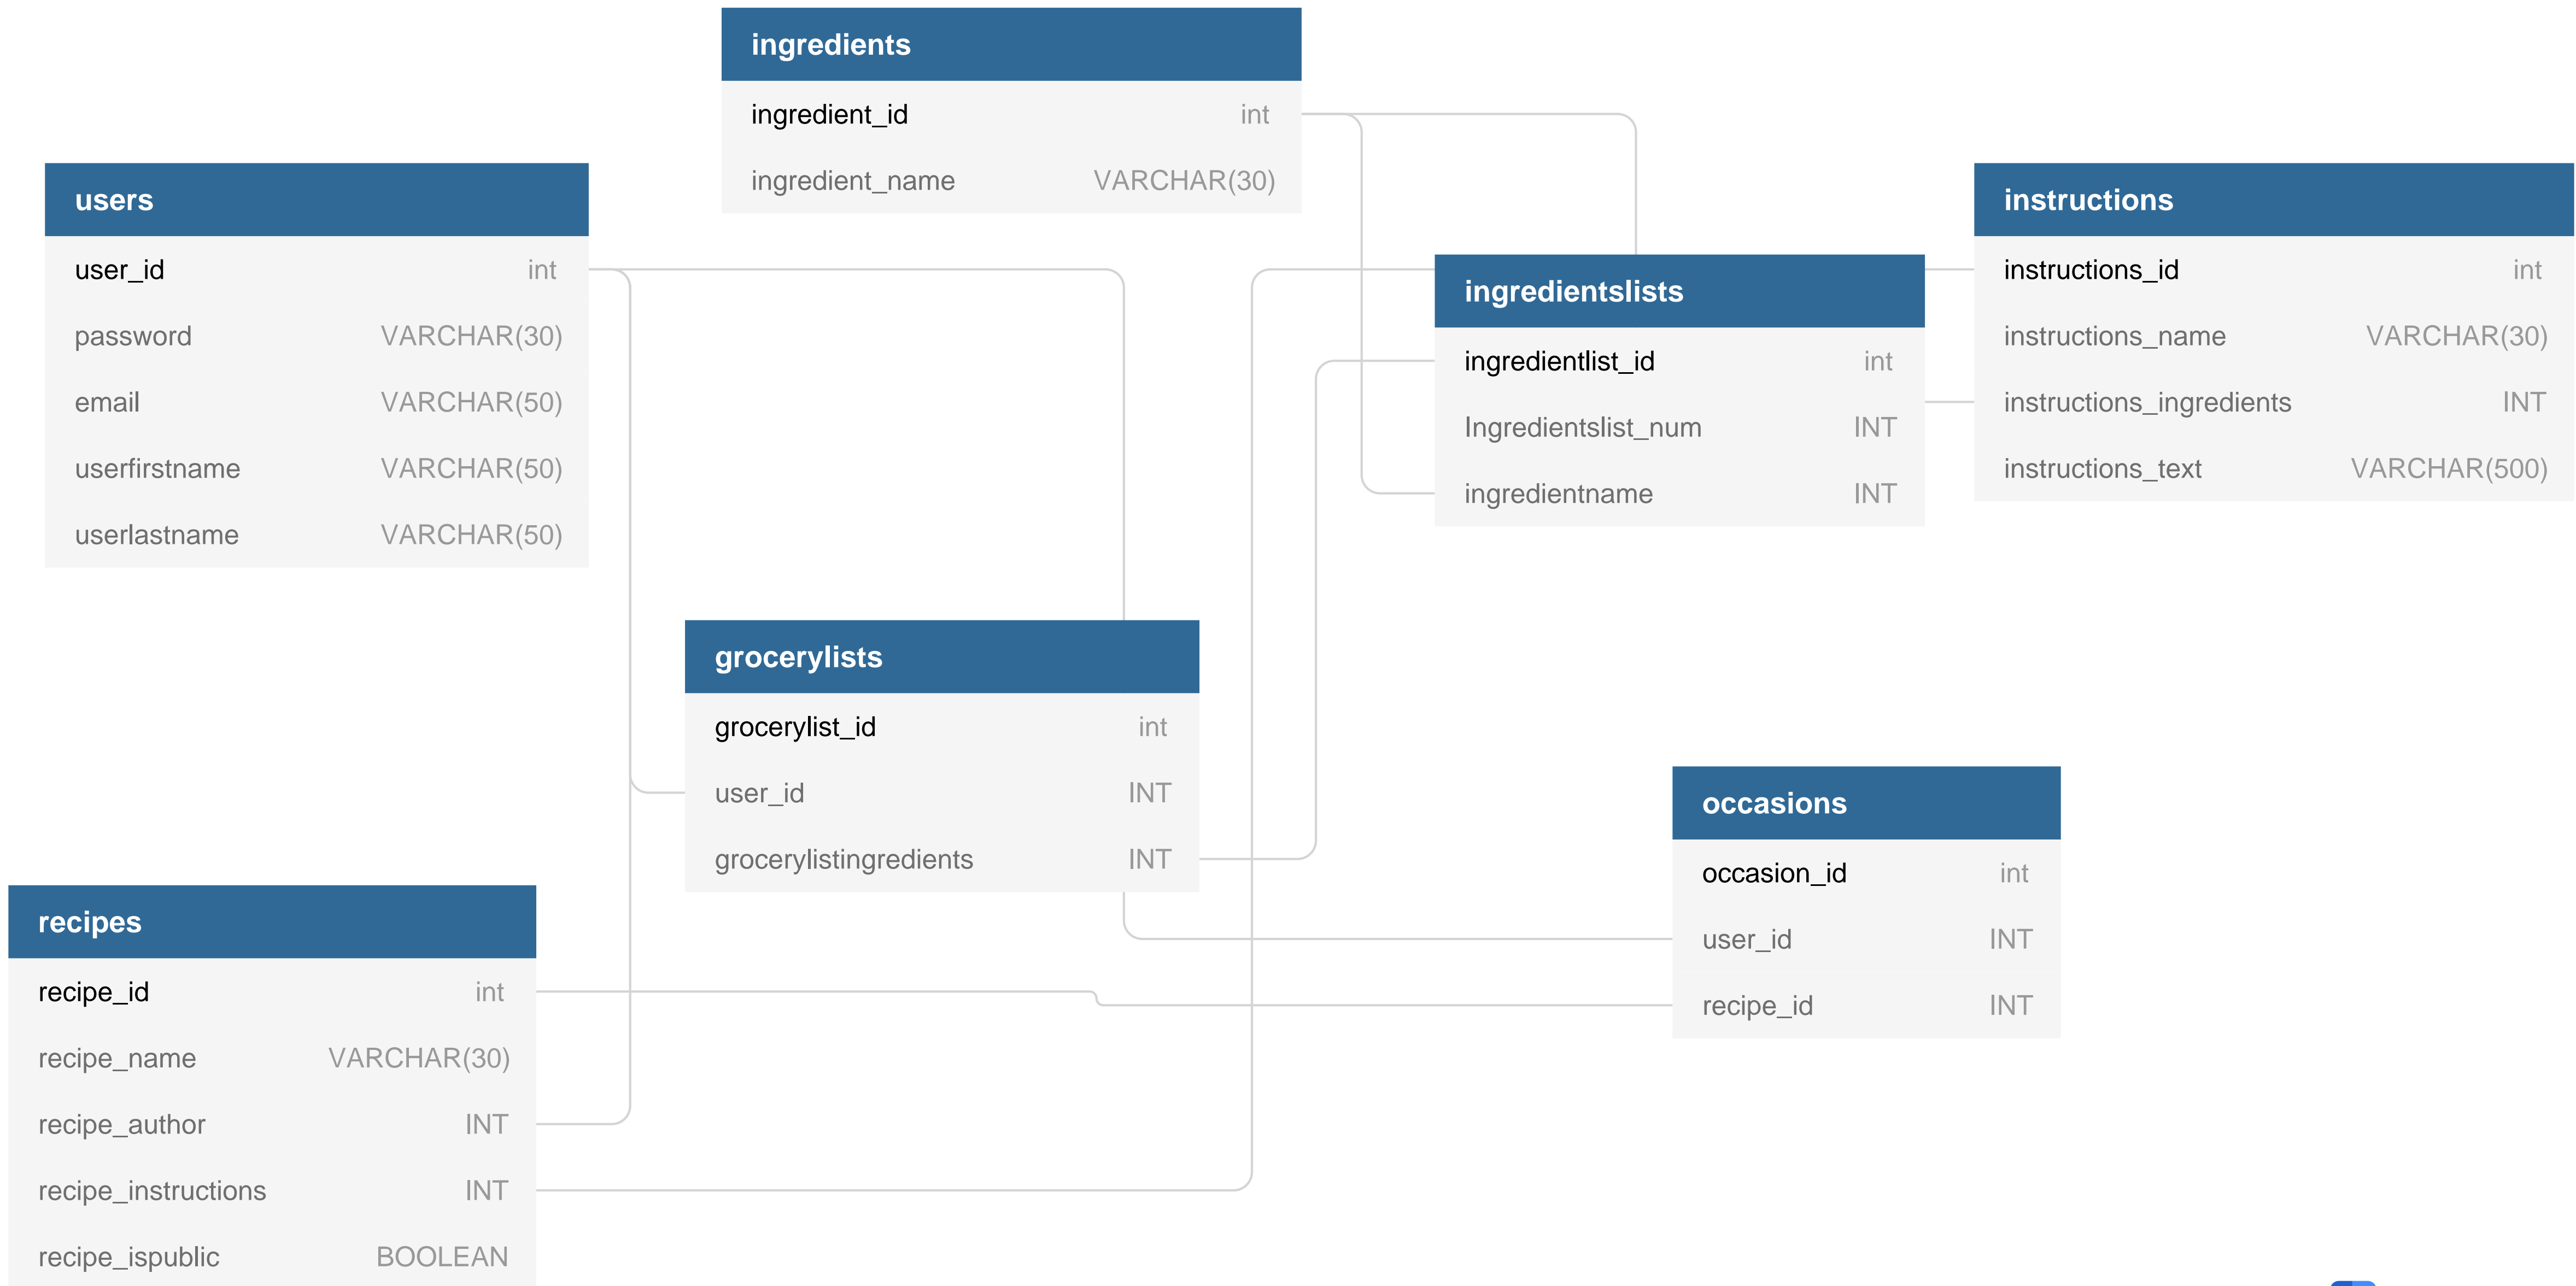 ingredients
ingredient_id int
ingredient_name VARCHAR(30)
users
user_id int
password VARCHAR(30)
email VARCHAR(50)
userfirstname VARCHAR(50)
userlastname VARCHAR(50)
instructions
instructions_id int
instructions_name VARCHAR(30)
instructions_ingredients INT
instructions_text VARCHAR(500)
ingredientslists
ingredientlist_id int
Ingredientslist_num INT
ingredientname INT
grocerylists
grocerylist_id int
user_id INT
grocerylistingredients INT
occasions
occasion_id int
user_id INT
recipe_id INT
recipes
recipe_id int
recipe_name VARCHAR(30)
recipe_author INT
recipe_instructions INT
recipe_ispublic BOOLEAN